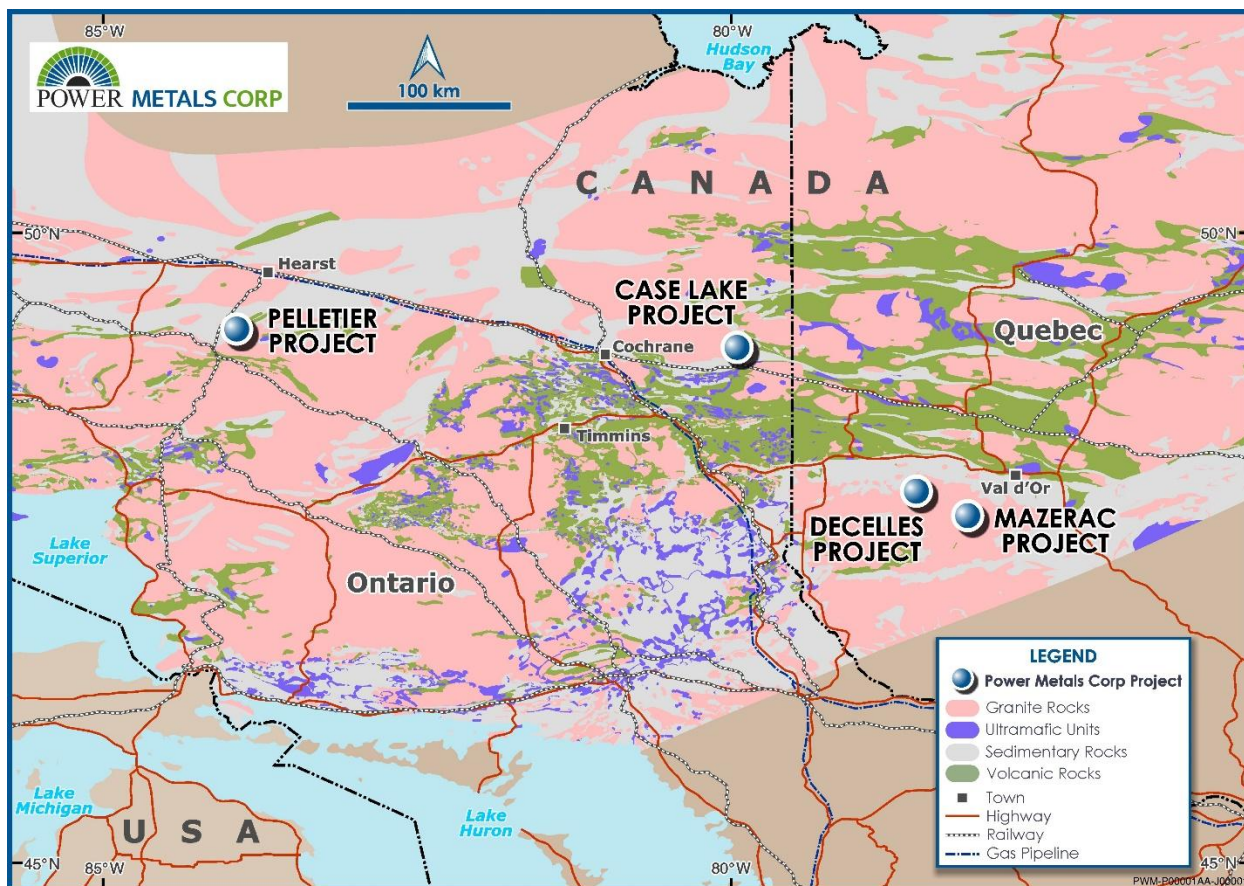 85°W
80°W
Hudson
Bay
POWER METALS CORP
100 km
CANADA
50°N
50°N
Hearst
PELLETIER
PROJECT
CASE LAKE
PROJECT
Cochrane
Quebec
Timmins
Val d'Or
DECELLES
PROJECT
MAZERAC
PROJECT
Lake
Superior
Ontario
LEGEND
Power Metals Corp Project
Granite Rocks
Ultramafic Units
Sedimentary Rocks
Volcanic Rocks
Town
Highway
Railway
Gas Pipeline
Lake
Michigan
USA
Lake
Huron
45°N
85°W
80°W
45°N